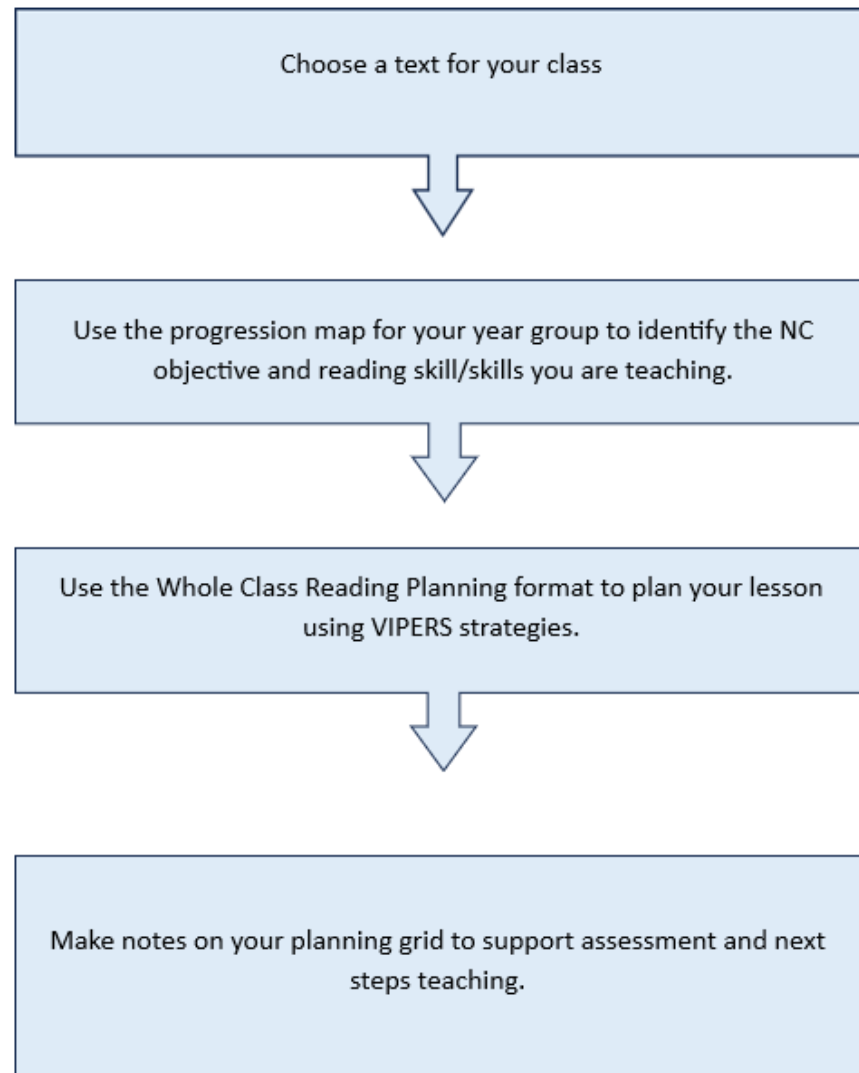 Choose a text for your class
Use the progression map for your year group to identify the NC
objective and reading skill/skills you are teaching.
Use the Whole Class Reading Planning format to plan your lesson
using VIPERS strategies.
Make notes on your planning grid to support assessment and next
steps teaching.